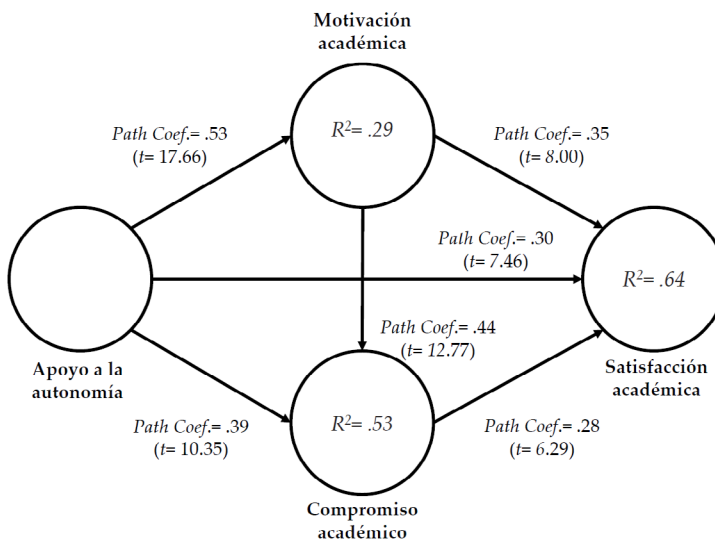 Motivación
académica
R²= .29
Path Coef.= .53
(t= 17.66)
Path Coef.= .35
(t= 8.00)
Path Coef.= .30
(t= 7.46)
R²= .64
Apoyo a la
autonomía
Path Coef.= .44
(t= 12.77)
Satisfacción
académica
Path Coef.= .39
(t= 10.35)
R²= .53
Path Coef.= .28
(t= 6.29)
Compromiso
académico